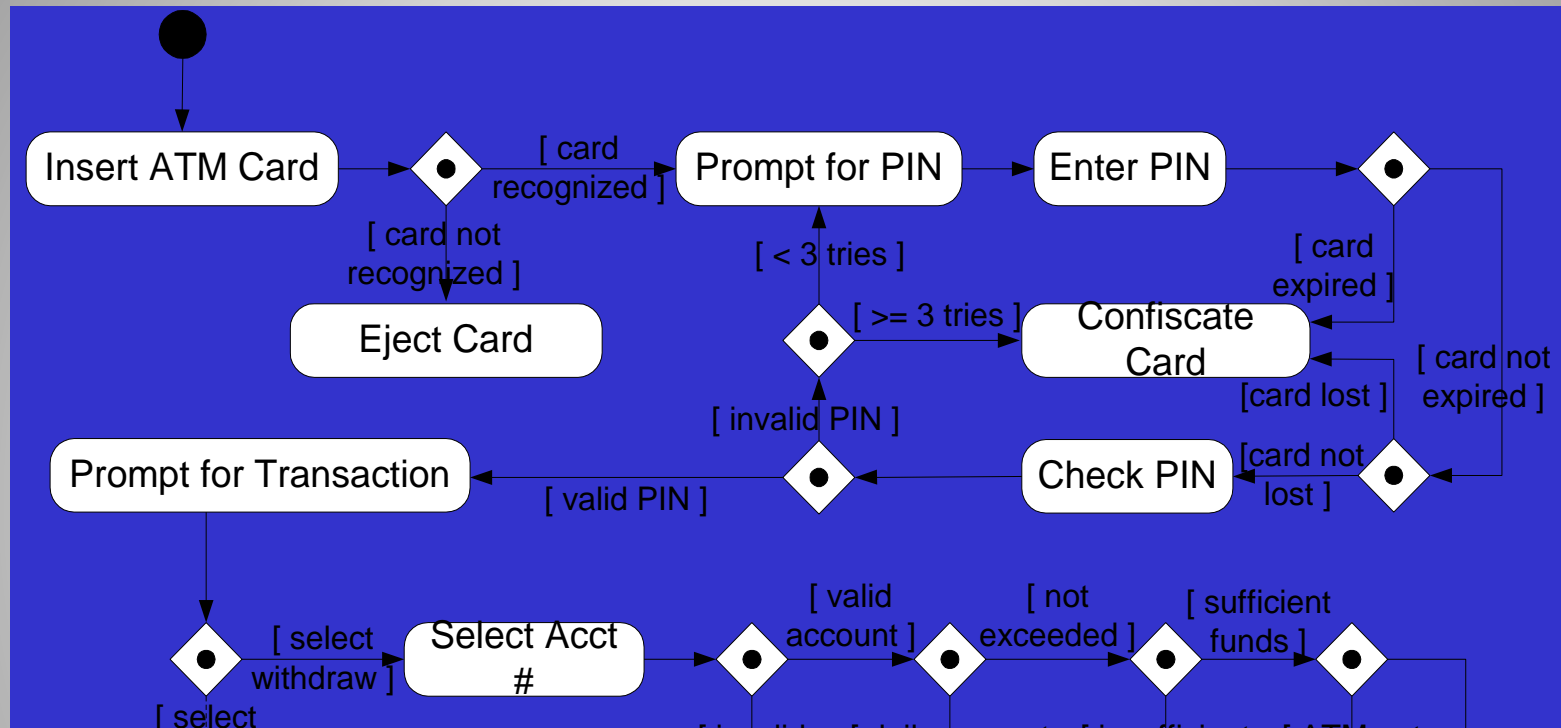 Insert ATM Card
[ card
recognized ]
Prompt for PIN
Enter PIN
[ card not
recognized ]
[ < 3 tries ]
[ card
expired ]
Eject Card
[ >= 3 tries ]
Confiscate
Card
[ card not
expired ]
[card lost ]
[ invalid PIN ]
Prompt for Transaction
[ valid PIN ]
Check PIN
[card not
lost ]
[ select
withdraw ]
Select Acct
#
[ valid
account ]
[ not
exceeded ]
[ sufficient
funds ]
[ select